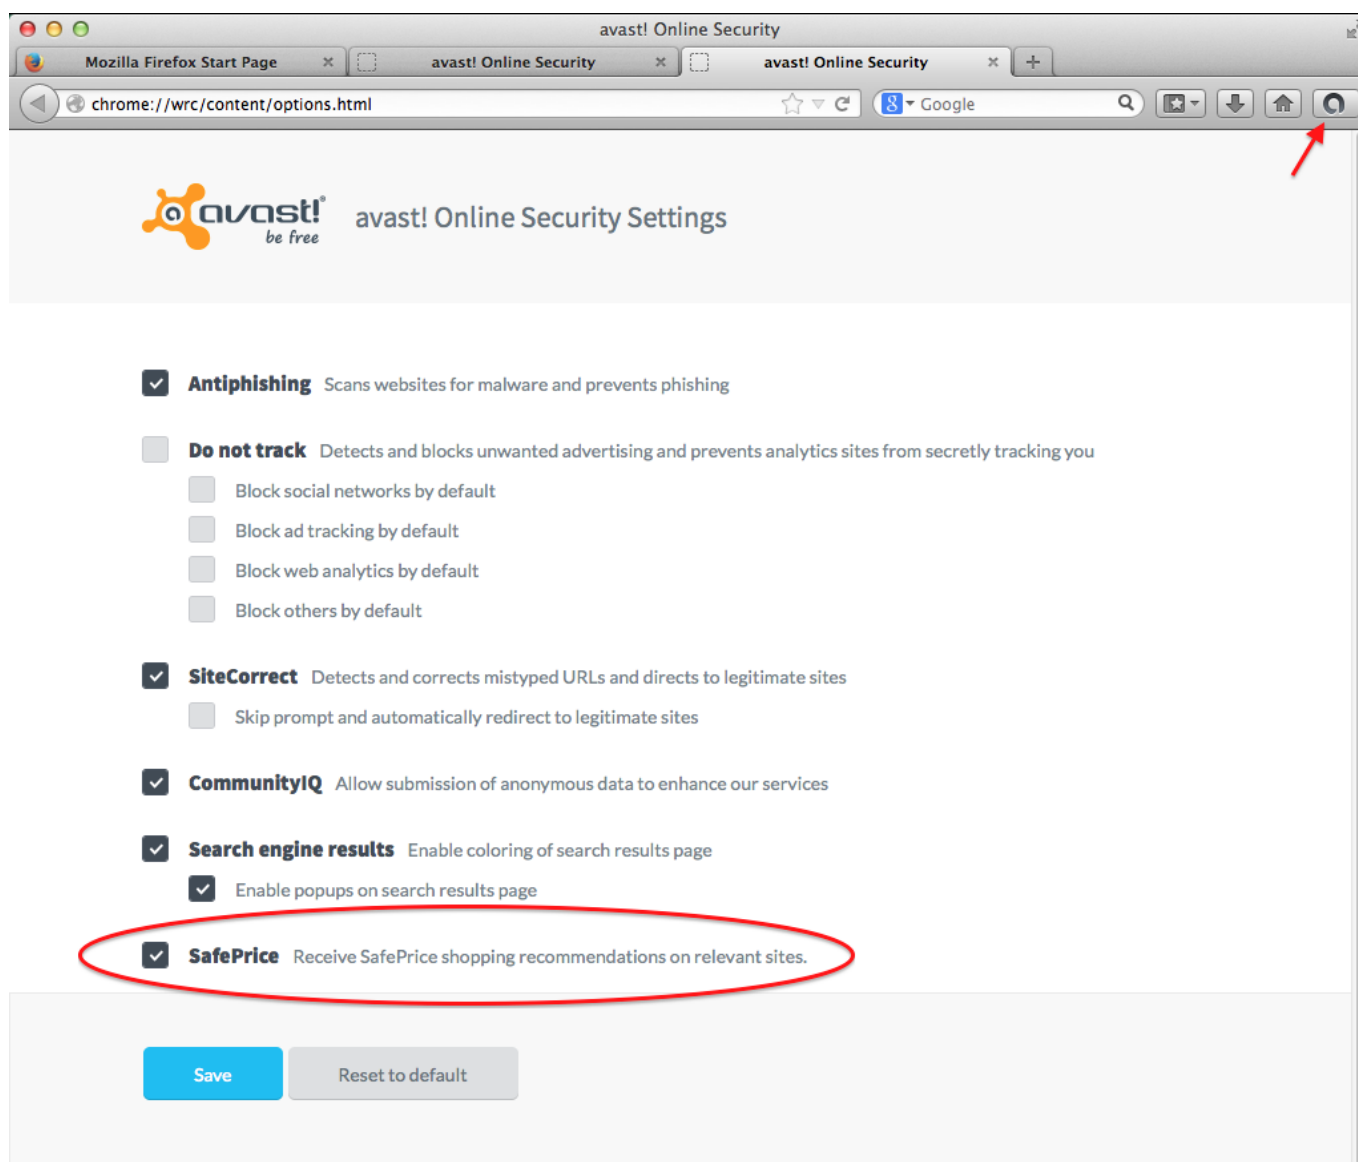 avast! Online Security
Mozilla Firefox Start Page
avast! Online Security
avast! Online Security
chrome://wrc/content/options.html
Google
avast!®
be free
avast! Online Security Settings
Antiphishing Scans websites for malware and prevents phishing
Do not track Detects and blocks unwanted advertising and prevents analytics sites from secretly tracking you
Block social networks by default
Block ad tracking by default
Block web analytics by default
Block others by default
SiteCorrect Detects and corrects mistyped URLs and directs to legitimate sites
Skip prompt and automatically redirect to legitimate sites
CommunityIQ Allow submission of anonymous data to enhance our services
Search engine results Enable coloring of search results page
Enable popups on search results page
SafePrice Receive SafePrice shopping recommendations on relevant sites.
Save
Reset to default